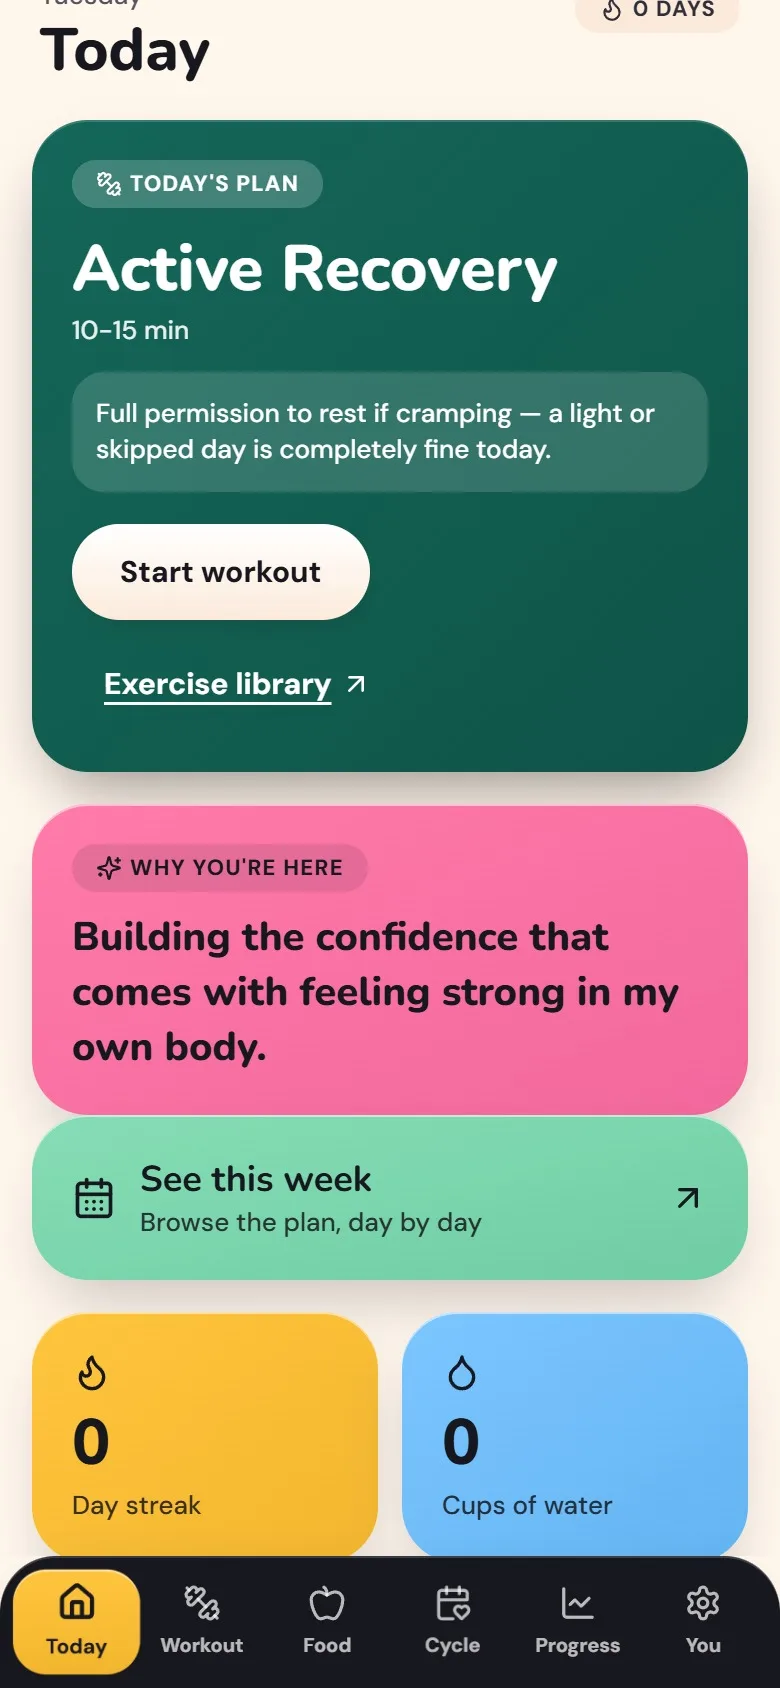 Tuesday
Today
0 DAYS
TODAY'S PLAN
Active Recovery
10–15 min
Full permission to rest if cramping — a light or
skipped day is completely fine today.
Start workout
Exercise library
WHY YOU'RE HERE
Building the confidence that
comes with feeling strong in my
own body.
See this week
Browse the plan, day by day
0
Day streak
0
Cups of water
Today
Workout
Food
Cycle
Progress
You